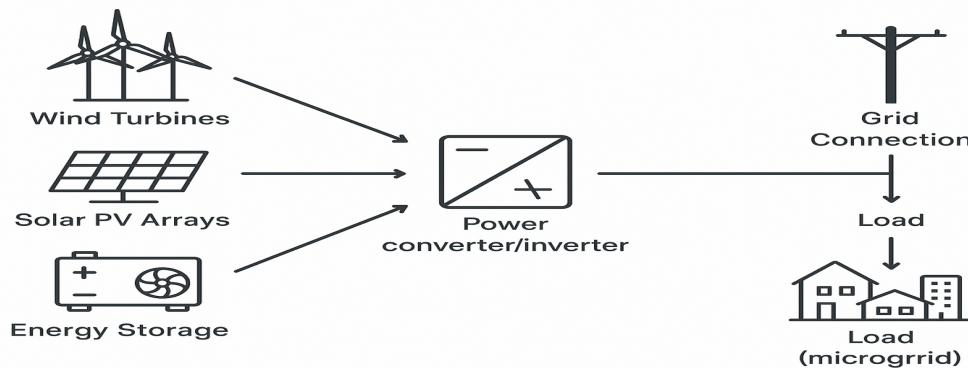 Wind Turbines
Solar PV Arrays
Energy Storage
Power
converter/inverter
Grid
Connection
Load
Load
(microgrrid)